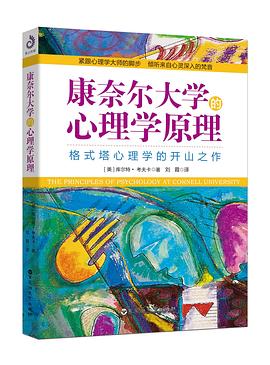 紧跟心理学大师的脚步 倾听来自心灵深入的梵音
康奈尔大学的
心理学原理
格式塔心理学的开山之作
THE PRINCIPLES OF PSYCHOLOGY AT CORNELL UNIVERSITY
[美]库尔特·考夫卡 著 刘霞 译
康奈尔大学的
心理学原理